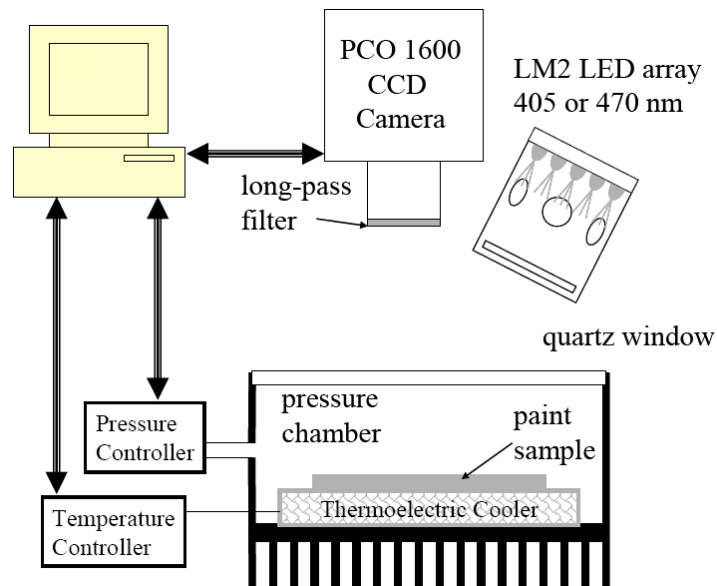 PCO 1600
CCD
Camera
LM2 LED array
405 or 470 nm
long-pass
filter
quartz window
pressure
chamber
paint
sample
Pressure
Controller
Thermoelectric Cooler
Temperature
Controller